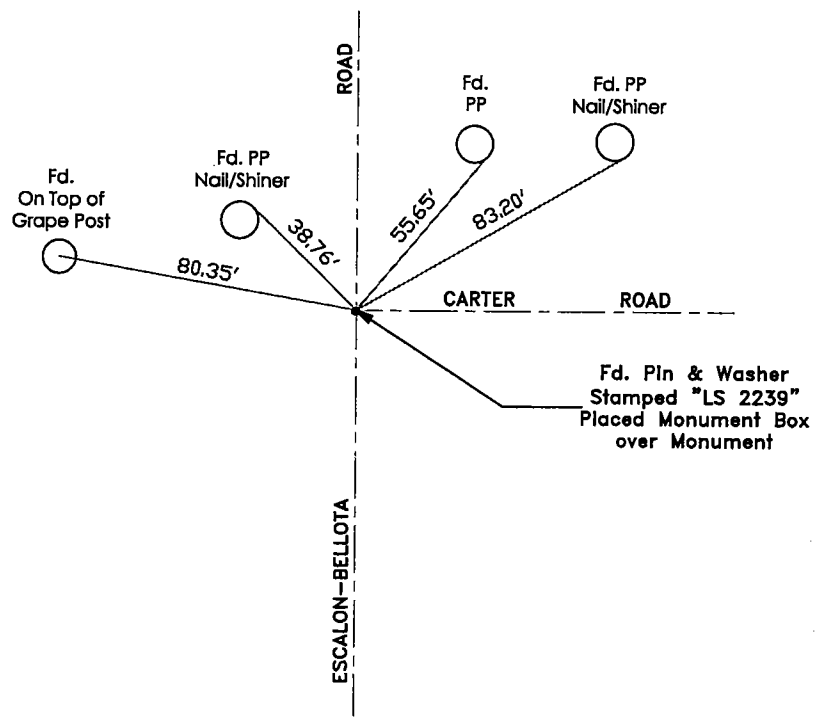 ROAD
Fd.
PP
Fd. PP
Nail/Shiner
Fd. PP
Nail/Shiner
Fd.
On Top of
Grape Post
80.35'
38.76'
55.65'
83.20'
CARTER ROAD
Fd. Pin & Washer
Stamped "LS 2239"
Placed Monument Box
over Monument
ESCALON-BELLOTA